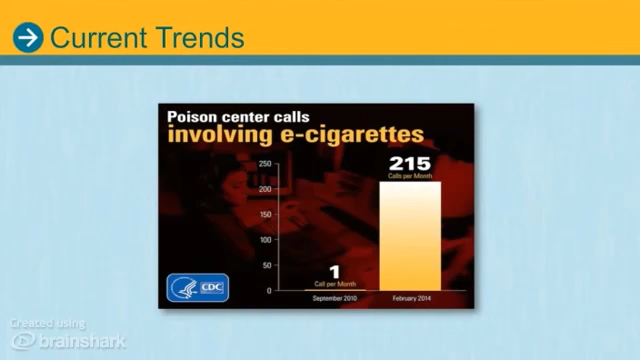 Current Trends
Poison center calls
involving e-cigarettes
250
200
150
100
50
0
215
Calls per Month
1
Call per Month
September 2010
February 2014
CDC
Created using
brainshark